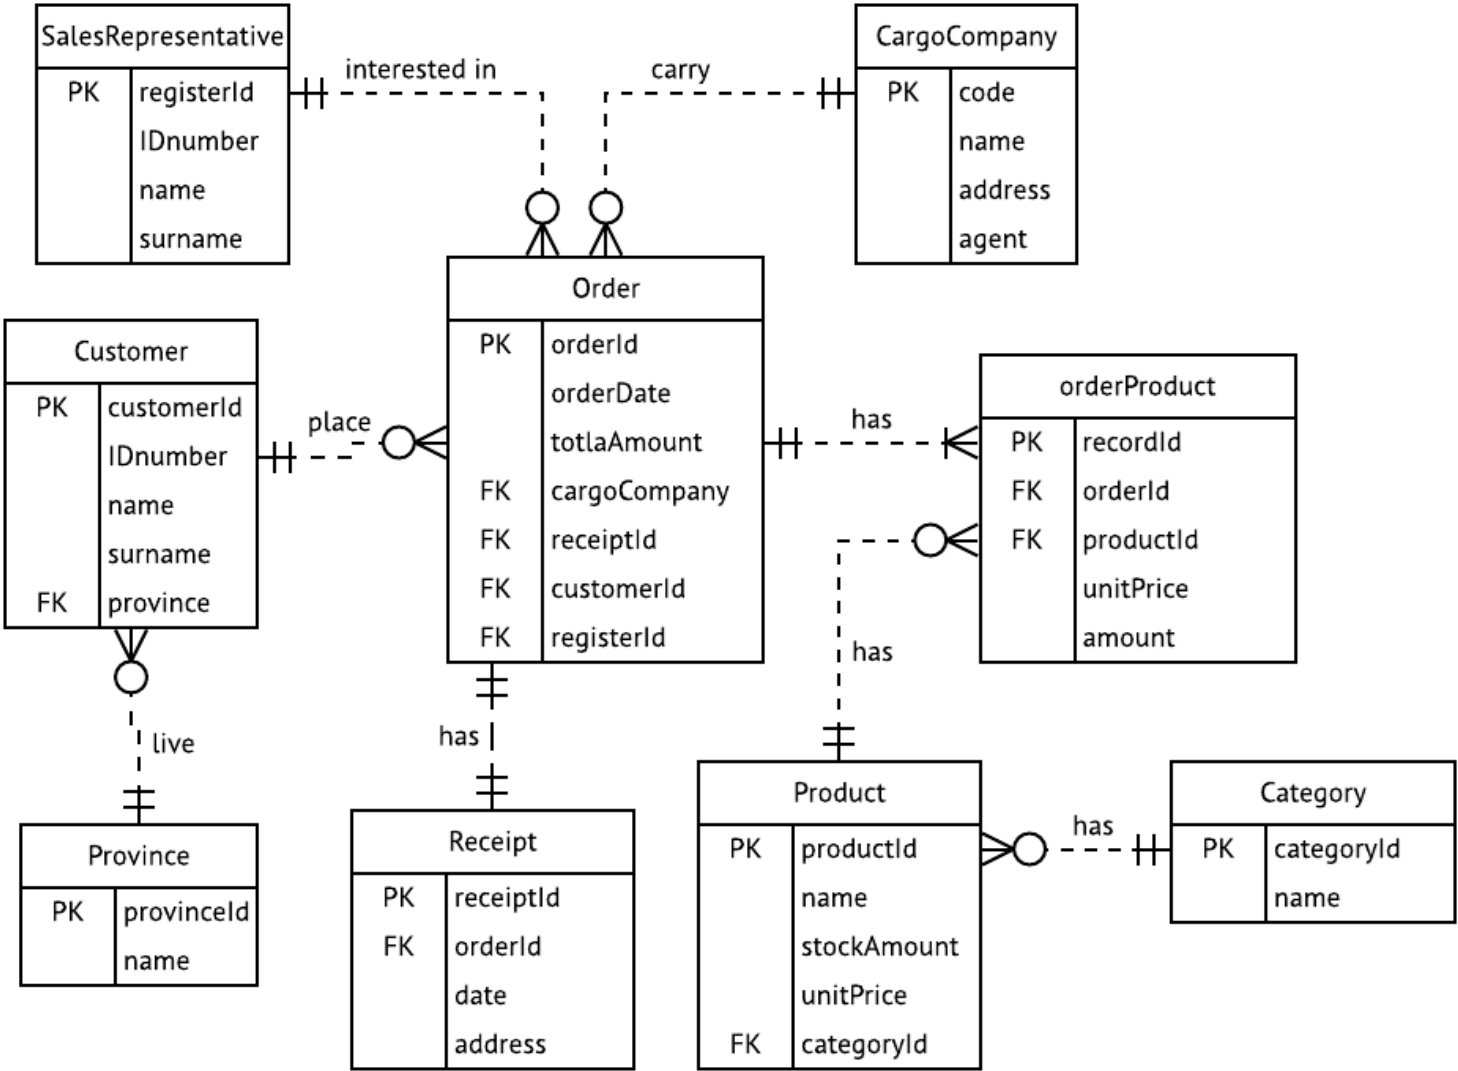 SalesRepresentative
PK registerId
IDnumber
name
surname
interested in
carry
CargoCompany
PK code
name
address
agent
Customer
PK customerId
IDnumber
name
surname
FK province
place
Order
PK orderId
orderDate
totlaAmount
FK cargoCompany
FK receiptId
FK customerId
FK registerId
has
orderProduct
PK recordId
FK orderId
FK productId
unitPrice
amount
has
live
has
Province
PK provinceId
name
Receipt
PK receiptId
FK orderId
date
address
Product
PK productId
name
stockAmount
unitPrice
FK categoryId
has
Category
PK categoryId
name